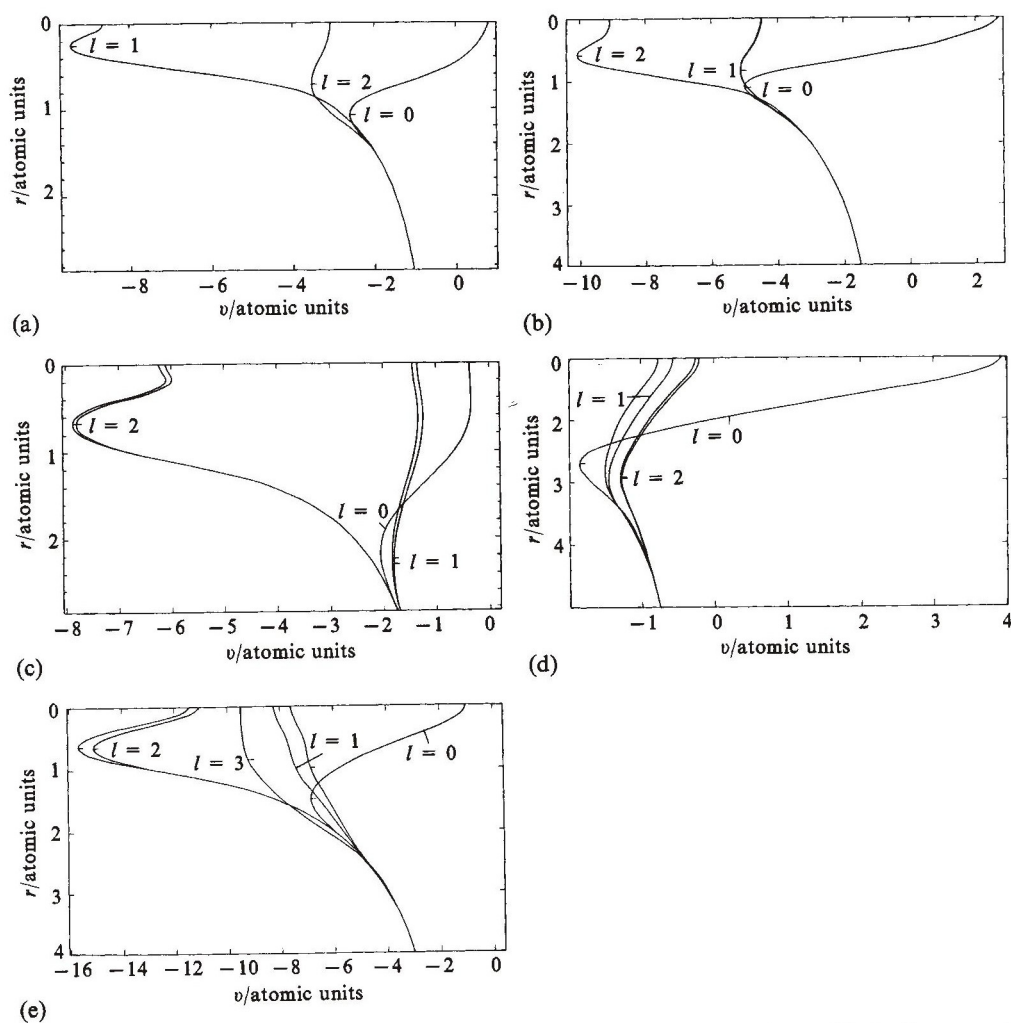 0
l = 1
l = 2
l = 0
1
2
r/atomic units
−8 −6 −4 −2 0
v/atomic units
(a)
0
l = 2
l = 1
l = 0
1
2
3
4
r/atomic units
−10 −8 −6 −4 −2 0 2
v/atomic units
(b)
0
l = 2
1
l = 0
2
l = 1
r/atomic units
−8 −7 −6 −5 −4 −3 −2 −1 0
v/atomic units
(c)
0
l = 1
l = 0
2
l = 2
3
4
r/atomic units
−1 0 1 2 3 4
v/atomic units
(d)
0
l = 2
l = 3
l = 1
l = 0
1
2
3
4
r/atomic units
−16 −14 −12 −10 −8 −6 −4 −2 0
v/atomic units
(e)